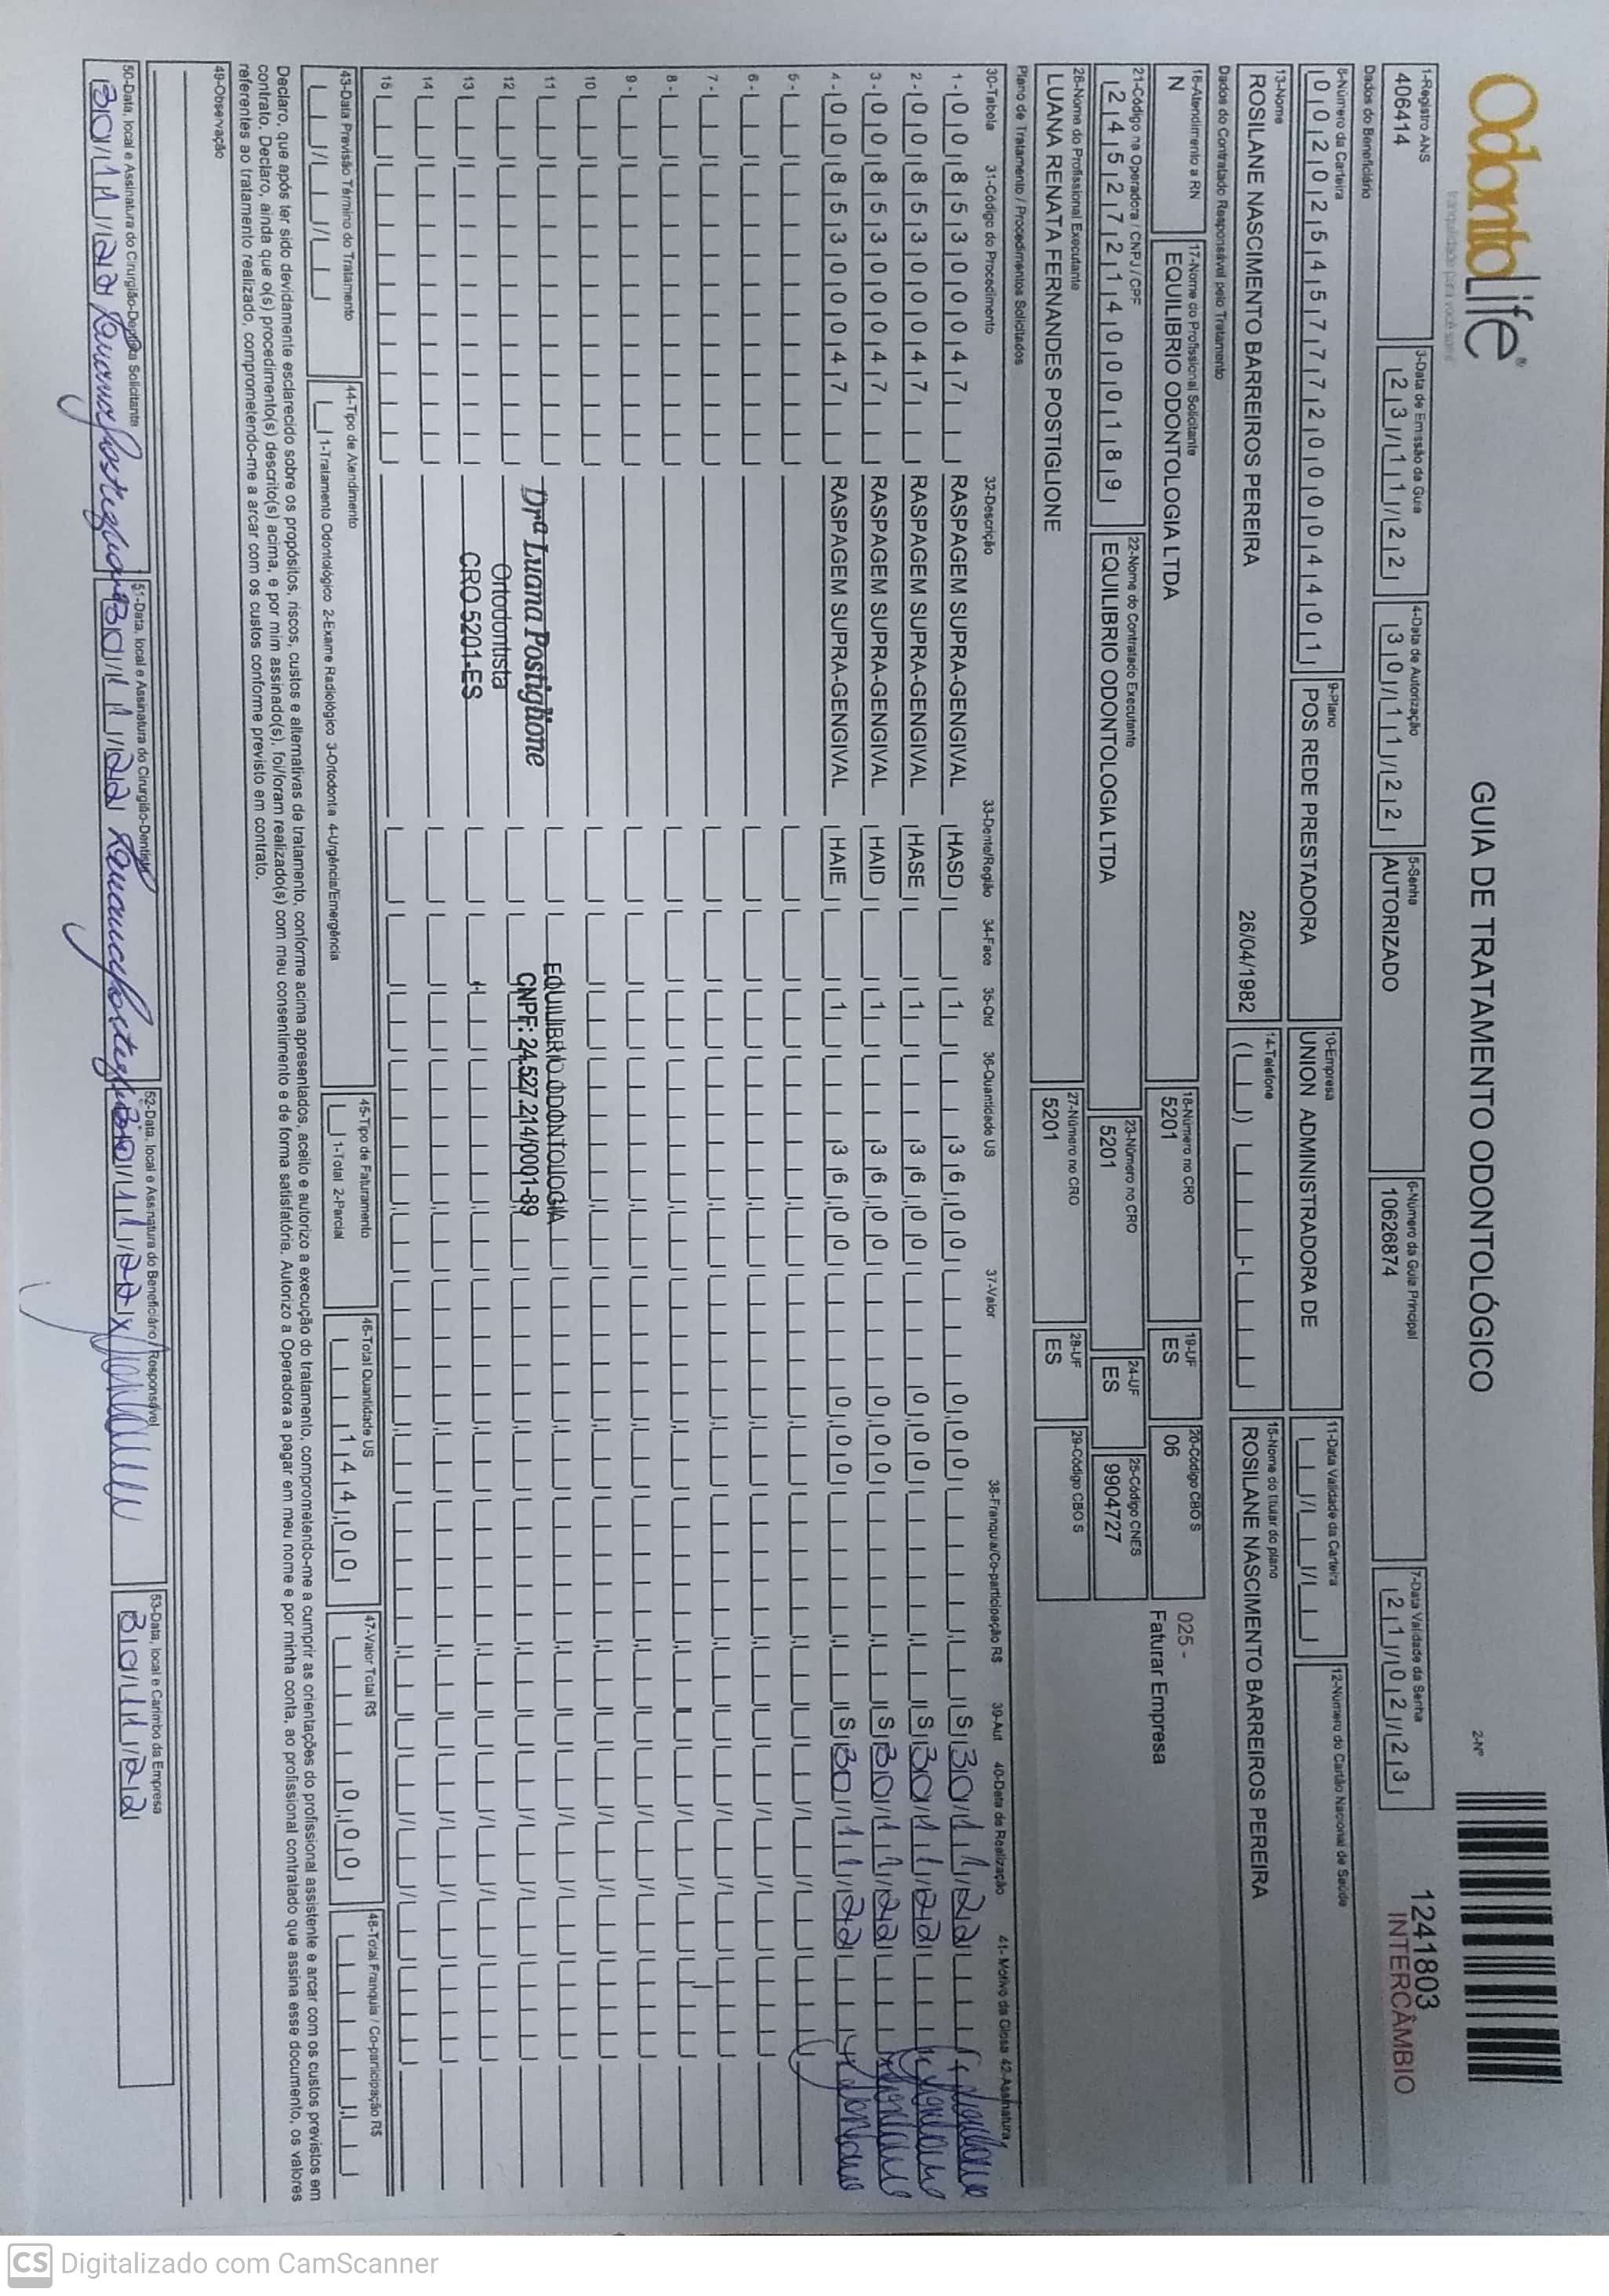 OdontoLife®
tranquilidade para você sorrir
GUIA DE TRATAMENTO ODONTOLÓGICO
2-Nº
1241803
INTERCÂMBIO
1-Registro ANS
406414
3-Data de Emissão da Guia
23/11/22
4-Data de Autorização
30/11/22
5-Senha
AUTORIZADO
6-Número da Guia Principal
10626874
7-Data Validade da Senha
21/02/23
Dados do Beneficiário
8-Número da Carteira
00202545777200004401
9-Plano
POS REDE PRESTADORA
10-Empresa
UNION ADMINISTRADORA DE
11-Data Validade da Carteira
12-Número do Cartão Nacional de Saúde
13-Nome
ROSILANE NASCIMENTO BARREIROS PEREIRA 26/04/1982
14-Telefone
15-Nome do titular do plano
ROSILANE NASCIMENTO BARREIROS PEREIRA
Dados do Contratado Responsável pelo Tratamento
16-Atendimento a RN
N
17-Nome do Profissional Solicitante
EQUILIBRIO ODONTOLOGIA LTDA
18-Número no CRO
5201
19-UF
ES
20-Código CBO S
06
025 -
Faturar Empresa
21-Código na Operadora / CNPJ / CPF
24527214000189
22-Nome do Contratado Executante
EQUILIBRIO ODONTOLOGIA LTDA
23-Número no CRO
5201
24-UF
ES
25-Código CNES
9904727
26-Nome do Profissional Executante
LUANA RENATA FERNANDES POSTIGLIONE
27-Número no CRO
5201
28-UF
ES
29-Código CBO S
Plano de Tratamento / Procedimentos Solicitados
30-Tabela 31-Código do Procedimento 32-Descrição 33-Dente/Região 34-Face 35-Qtd 36-Quantidade US 37-Valor 38-Franquia/Co-participação R$ 39-Aut 40-Data de Realização 41- Motivo da Glosa 42-Assinatura
1 - 00 85300047 RASPAGEM SUPRA-GENGIVAL HASD 1 36,00 0,00 S 30/11/22
2 - 00 85300047 RASPAGEM SUPRA-GENGIVAL HASE 1 36,00 0,00 S 30/11/22
3 - 00 85300047 RASPAGEM SUPRA-GENGIVAL HAID 1 36,00 0,00 S 30/11/22
4 - 00 85300047 RASPAGEM SUPRA-GENGIVAL HAIE 1 36,00 0,00 S 30/11/22
5 -
6 -
7 -
8 -
9 -
10
11
12
13
14
15
Drª Luana Postiglione
Ortodontista
CRO 5201-ES
EQUILIBRIO ODONTOLOGIA
CNPF: 24.527.214/0001-89
43-Data Previsão Término do Tratamento
44-Tipo de Atendimento
1-Tratamento Odontológico 2-Exame Radiológico 3-Ortodontia 4-Urgência/Emergência
45-Tipo de Faturamento
1-Total 2-Parcial
46-Total Quantidade US
144,00
47-Valor Total R$
0,00
48-Total Franquia / Co-participação R$
Declaro, que após ter sido devidamente esclarecido sobre os propósitos, riscos, custos e alternativas de tratamento, conforme acima apresentados, aceito e autorizo a execução do tratamento, comprometendo-me a cumprir as orientações do profissional assistente e arcar com os custos previstos em
contrato. Declaro, ainda que o(s) procedimento(s) descrito(s) acima, e por mim assinado(s), foi/foram realizado(s) com meu consentimento e de forma satisfatória. Autorizo a Operadora a pagar em meu nome e por minha conta, ao profissional contratado que assina esse documento, os valores
referentes ao tratamento realizado, comprometendo-me a arcar com os custos conforme previsto em contrato.
49-Observação
50-Data, local e Assinatura do Cirurgião-Dentista Solicitante
30/11/22
51-Data, local e Assinatura do Cirurgião-Dentista
30/11/22
52-Data, local e Assinatura do Beneficiário / Responsável
30/11/22
53-Data, local e Carimbo da Empresa
30/11/22
CS Digitalizado com CamScanner